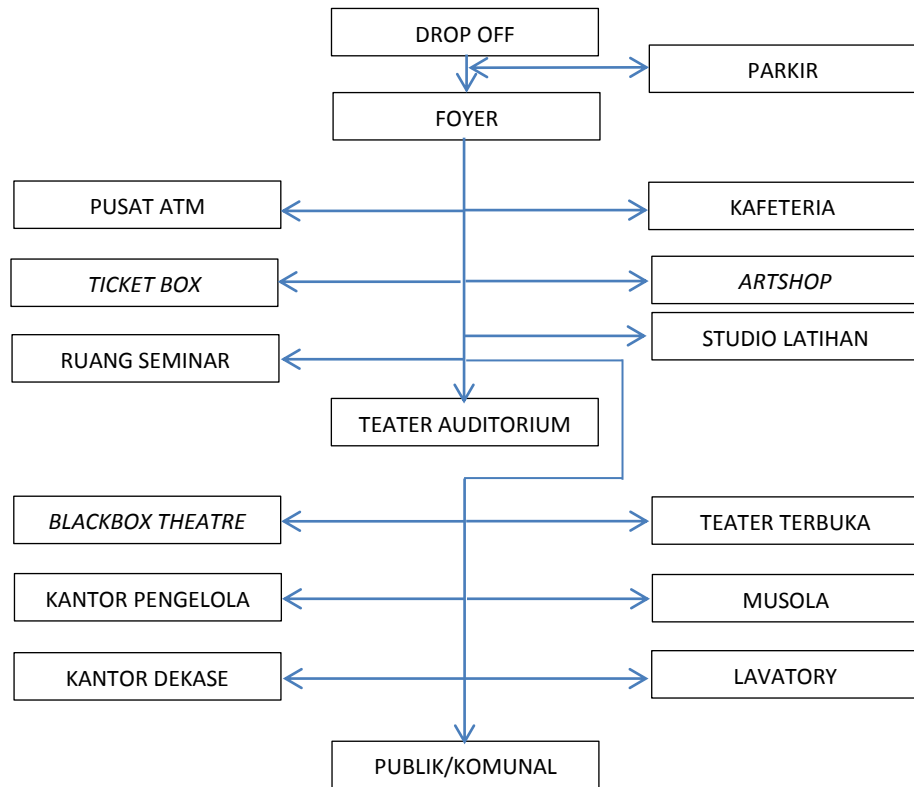 DROP OFF
PARKIR
FOYER
PUSAT ATM
KAFETERIA
TICKET BOX
ARTSHOP
STUDIO LATIHAN
RUANG SEMINAR
TEATER AUDITORIUM
BLACKBOX THEATRE
TEATER TERBUKA
KANTOR PENGELOLA
MUSOLA
KANTOR DEKASE
LAVATORY
PUBLIK/KOMUNAL